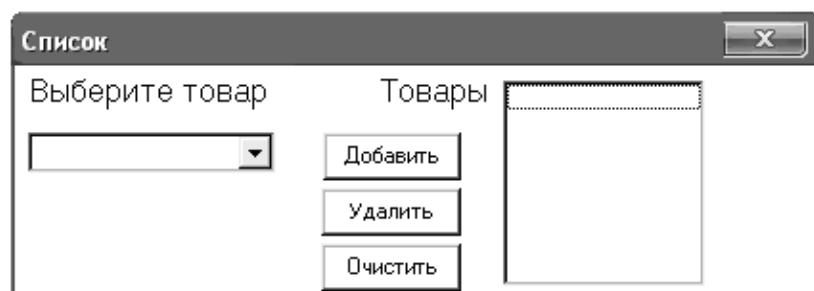 Список
Выберите товар
Товары
Добавить
Удалить
Очистить